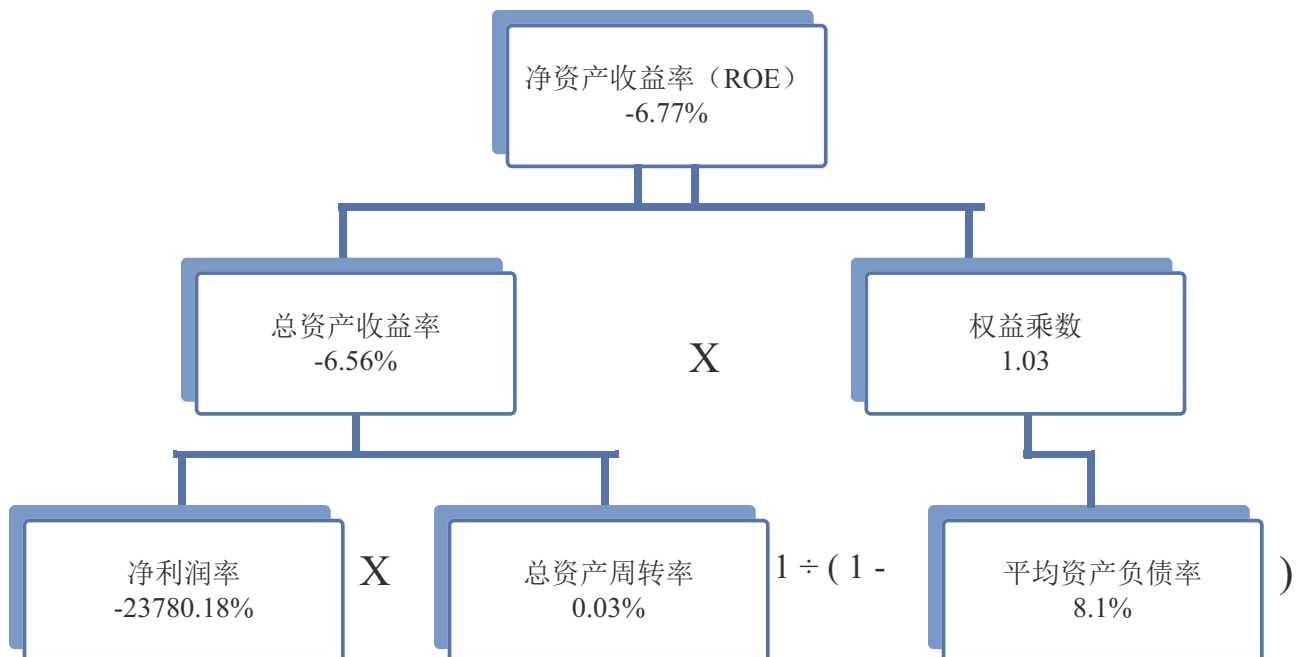 净资产收益率（ROE）
-6.77%
总资产收益率
-6.56%
X
权益乘数
1.03
净利润率
-23780.18%
X
总资产周转率
0.03%
1 ÷ ( 1 -
平均资产负债率
8.1%
)